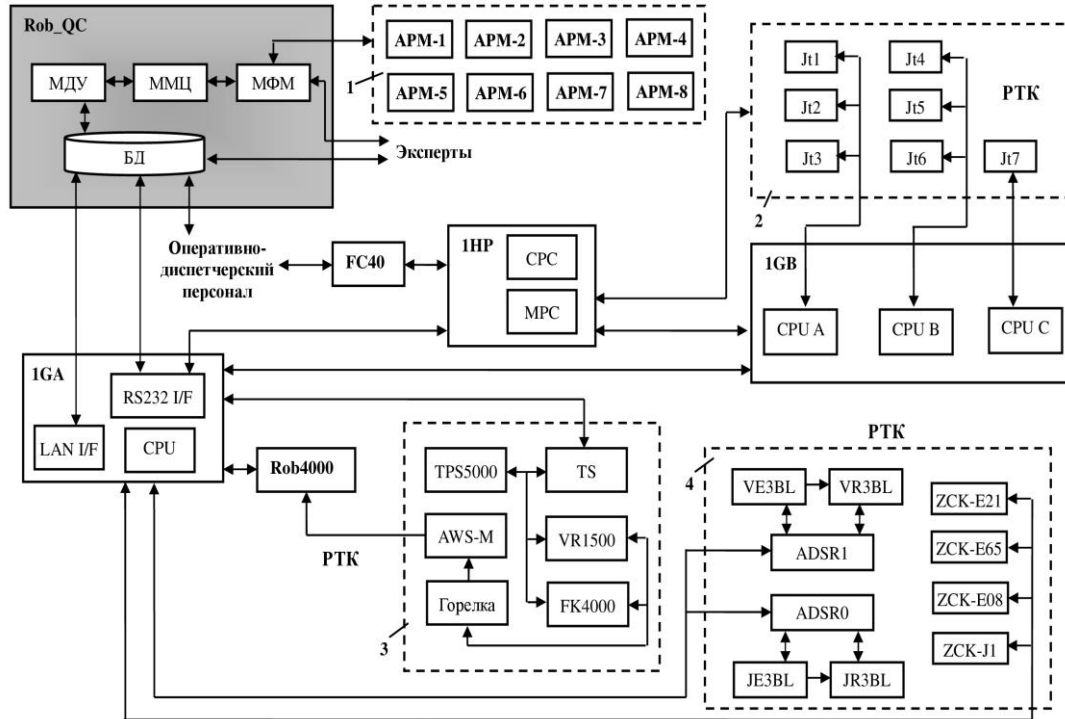 Rob_QC
МДУ
ММЦ
МФМ
БД
АРМ-1
АРМ-2
АРМ-3
АРМ-4
1
АРМ-5
АРМ-6
АРМ-7
АРМ-8
Эксперты
Jt1
Jt4
Jt2
Jt5
РТК
Jt3
Jt6
Jt7
2
Оперативно-
диспетчерский
персонал
FC40
1HP
CPC
MPC
1GB
CPU A
CPU B
CPU C
1GA
RS232 I/F
LAN I/F
CPU
Rob4000
РТК
TPS5000
TS
AWS-M
VR1500
Горелка
FK4000
3
РТК
4
VE3BL
VR3BL
ADSR1
ADSR0
JE3BL
JR3BL
ZCK-E21
ZCK-E65
ZCK-E08
ZCK-J1